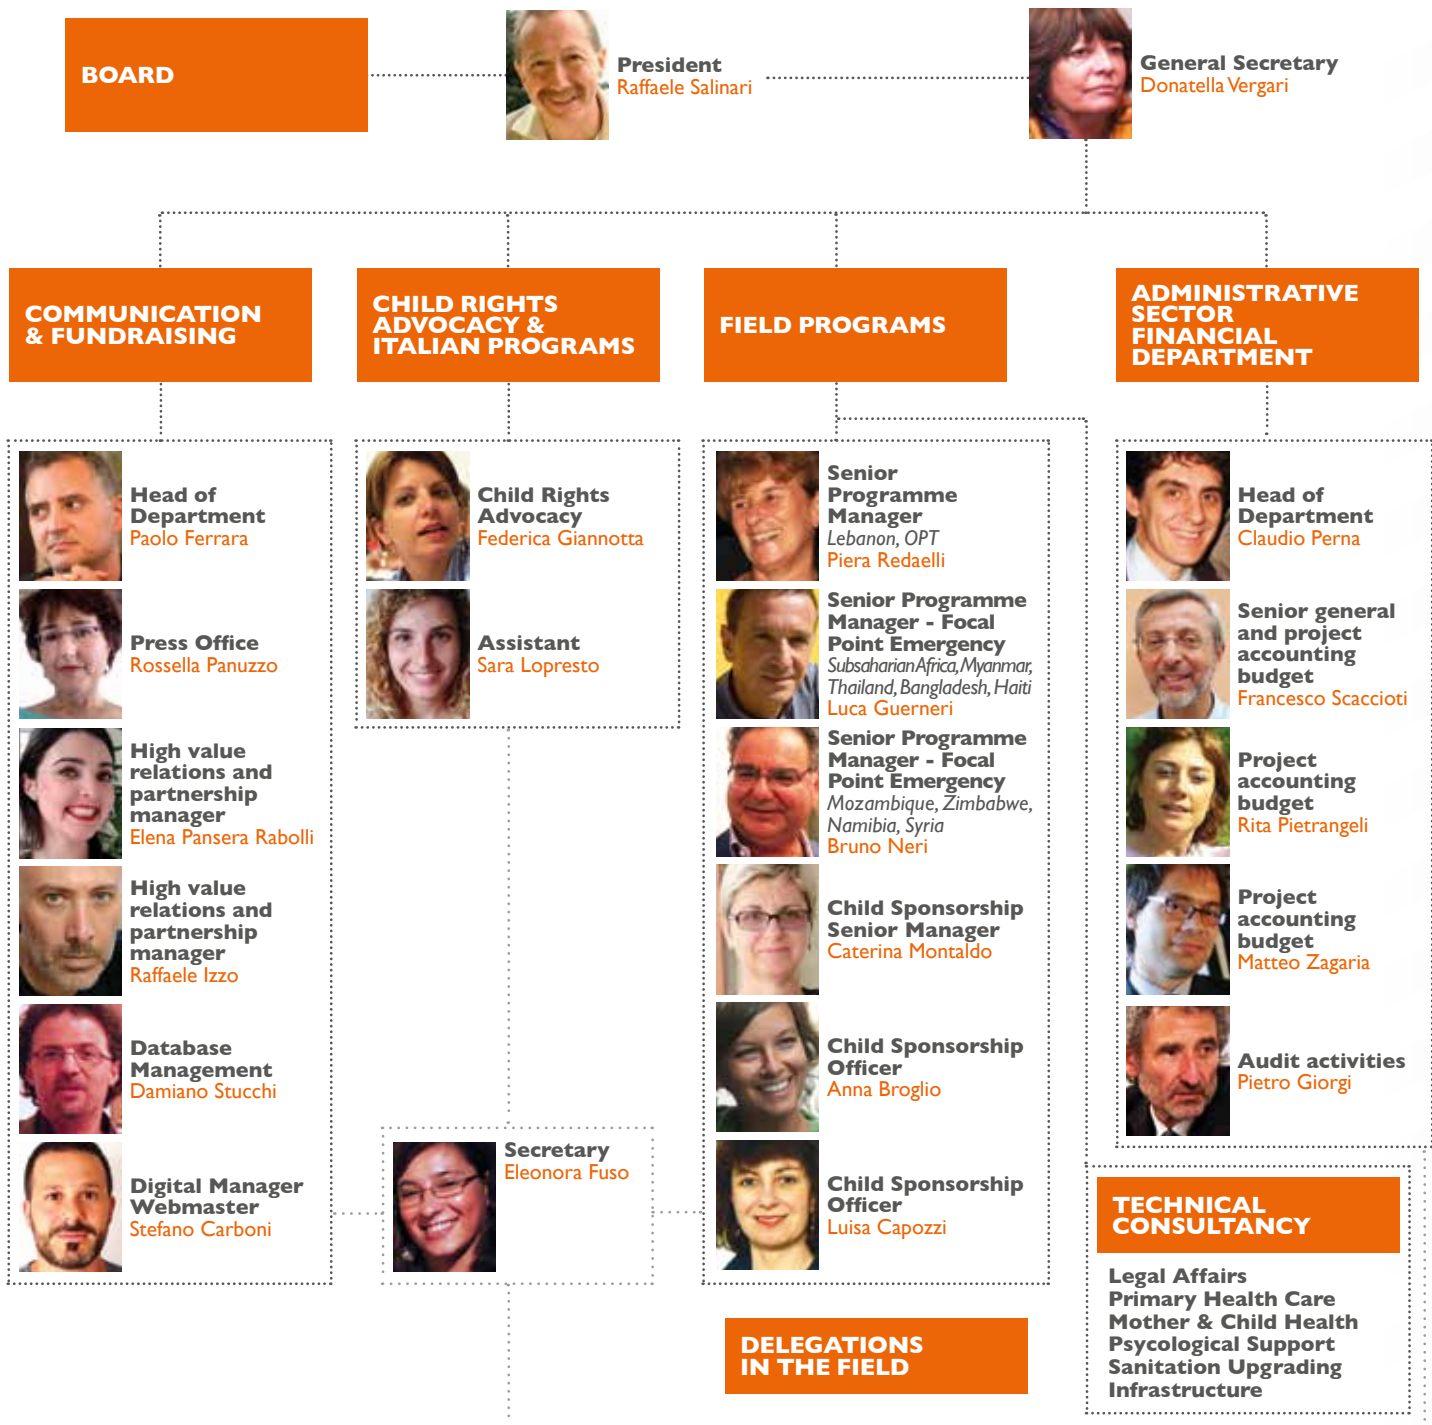 BOARD
President
Raffaele Salinari
General Secretary
Donatella Vergari
COMMUNICATION
& FUNDRAISING
CHILD RIGHTS
ADVOCACY &
ITALIAN PROGRAMS
FIELD PROGRAMS
ADMINISTRATIVE
SECTOR
FINANCIAL
DEPARTMENT
Head of
Department
Paolo Ferrara
Press Office
Rossella Panuzzo
High value
relations and
partnership
manager
Elena Pansera Rabolli
High value
relations and
partnership
manager
Raffaele Izzo
Database
Management
Damiano Stucchi
Digital Manager
Webmaster
Stefano Carboni
Child Rights
Advocacy
Federica Giannotta
Assistant
Sara Lopresto
Secretary
Eleonora Fuso
Senior
Programme
Manager
Lebanon, OPT
Piera Redaelli
Senior Programme
Manager - Focal
Point Emergency
Subsaharian Africa, Myanmar,
Thailand, Bangladesh, Haiti
Luca Guerneri
Senior Programme
Manager - Focal
Point Emergency
Mozambique, Zimbabwe,
Namibia, Syria
Bruno Neri
Child Sponsorship
Senior Manager
Caterina Montaldo
Child Sponsorship
Officer
Anna Broglio
Child Sponsorship
Officer
Luisa Capozzi
DELEGATIONS
IN THE FIELD
Head of
Department
Claudio Perna
Senior general
and project
accounting
budget
Francesco Scaccioti
Project
accounting
budget
Rita Pietrangeli
Project
accounting
budget
Matteo Zagaria
Audit activities
Pietro Giorgi
TECHNICAL
CONSULTANCY
Legal Affairs
Primary Health Care
Mother & Child Health
Psycological Support
Sanitation Upgrading
Infrastructure